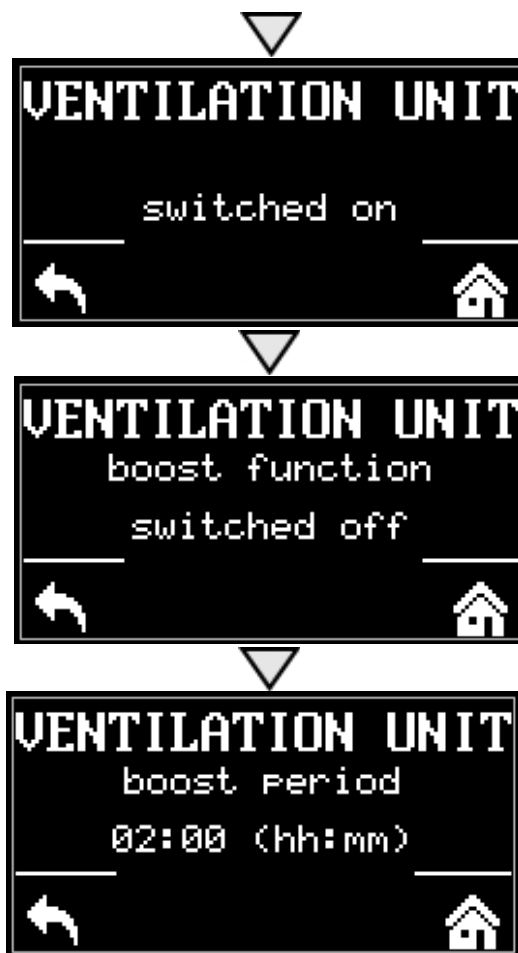 VENTILATION UNIT
switched on
VENTILATION UNIT
boost function
switched off
VENTILATION UNIT
boost period
02:00 (hh:mm)